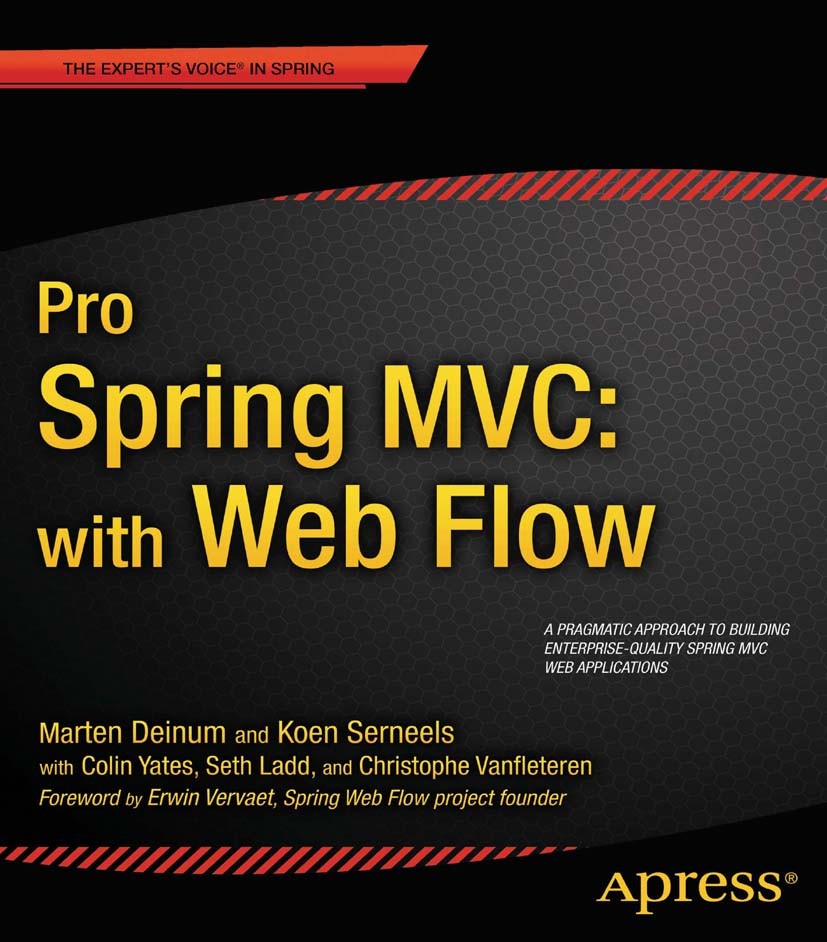 THE EXPERT'S VOICE® IN SPRING
Pro
Spring MVC:
with Web Flow
A PRAGMATIC APPROACH TO BUILDING
ENTERPRISE-QUALITY SPRING MVC
WEB APPLICATIONS
Marten Deinum and Koen Serneels
with Colin Yates, Seth Ladd, and Christophe Vanfleteren
Foreword by Erwin Vervaet, Spring Web Flow project founder
Apress®